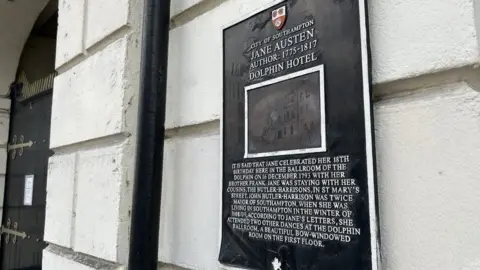 CITY OF SOUTHAMPTON
JANE AUSTEN
AUTHOR: 1775-1817
DOLPHIN HOTEL
IT IS SAID THAT JANE CELEBRATED HER 18TH
BIRTHDAY HERE IN THE BALLROOM OF THE
DOLPHIN ON 16 DECEMBER 1793 WITH HER
BROTHER FRANK. JANE WAS STAYING WITH HER
COUSINS, THE BUTLER-HARRISONS, IN ST MARY'S
STREET. JOHN BUTLER-HARRISON WAS TWICE
MAYOR OF SOUTHAMPTON. WHEN SHE WAS
LIVING IN SOUTHAMPTON IN THE WINTER OF
1808/07, ACCORDING TO JANE'S LETTERS, SHE
ATTENDED TWO OTHER DANCES AT THE DOLPHIN
BALLROOM, A BEAUTIFUL BOW-WINDOWED
ROOM ON THE FIRST FLOOR.